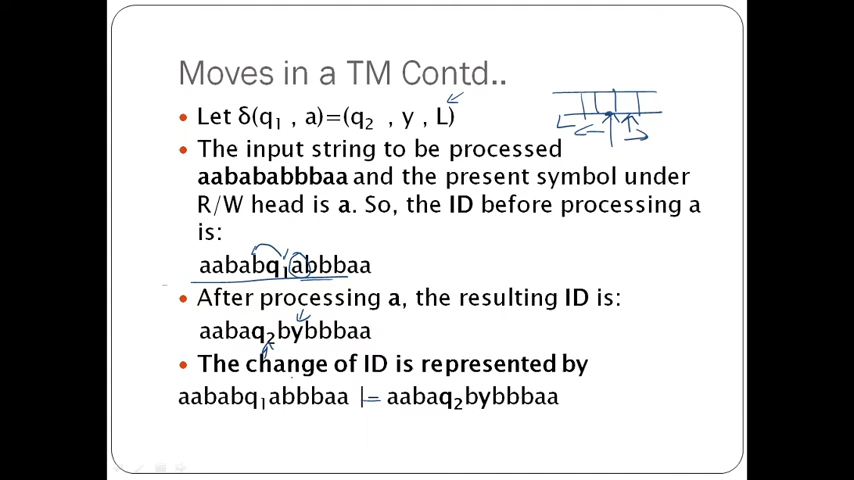 Moves in a TM Contd..
• Let δ(q₁ , a)=(q₂ , y , L)
• The input string to be processed
aabababbbaa and the present symbol under
R/W head is a. So, the ID before processing a
is:
aababq₁abbbaa
• After processing a, the resulting ID is:
aabaq₂bybbbaa
• The change of ID is represented by
aababq₁abbbaa |= aabaq₂bybbbaa